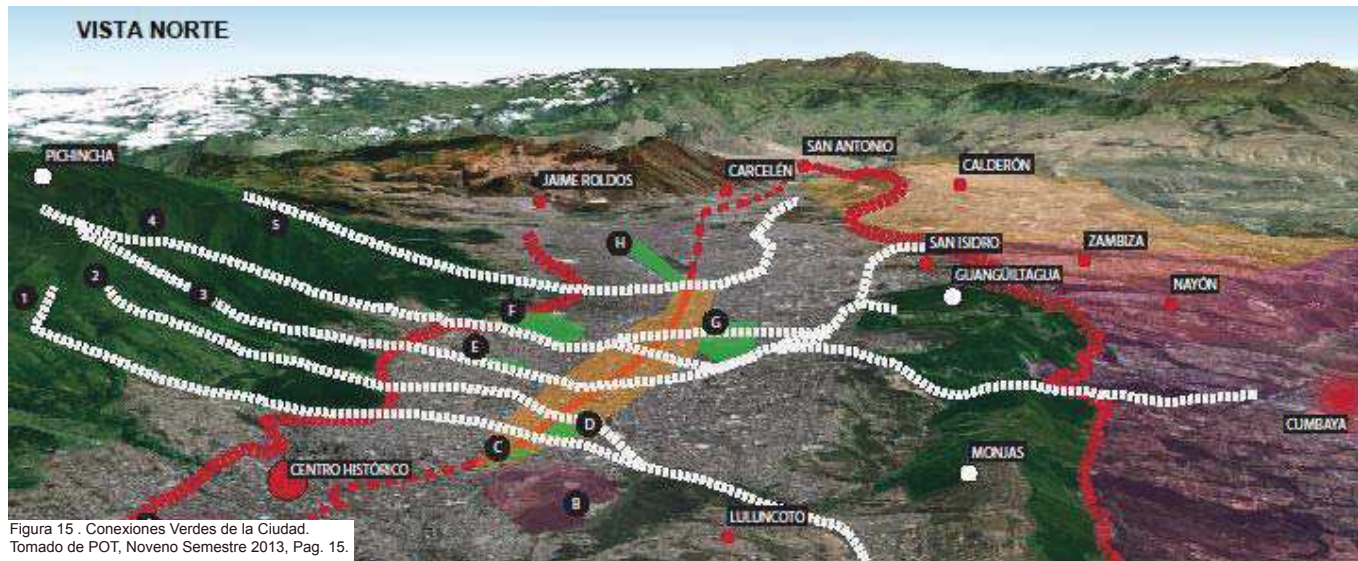 VISTA NORTE
SAN ANTONIO
PICHINCHA
CARCELÉN
CALDERÓN
JAIME ROLDOS
4
5
H
SAN ISIDRO
ZAMBIZA
2
GUANGÜILTAGUA
1
3
NAYÓN
F
G
E
CUMBAYA
D
C
MONJAS
CENTRO HISTÓRICO
B
LULUNCOTO
Figura 15 . Conexiones Verdes de la Ciudad.
Tomado de POT, Noveno Semestre 2013, Pag. 15.